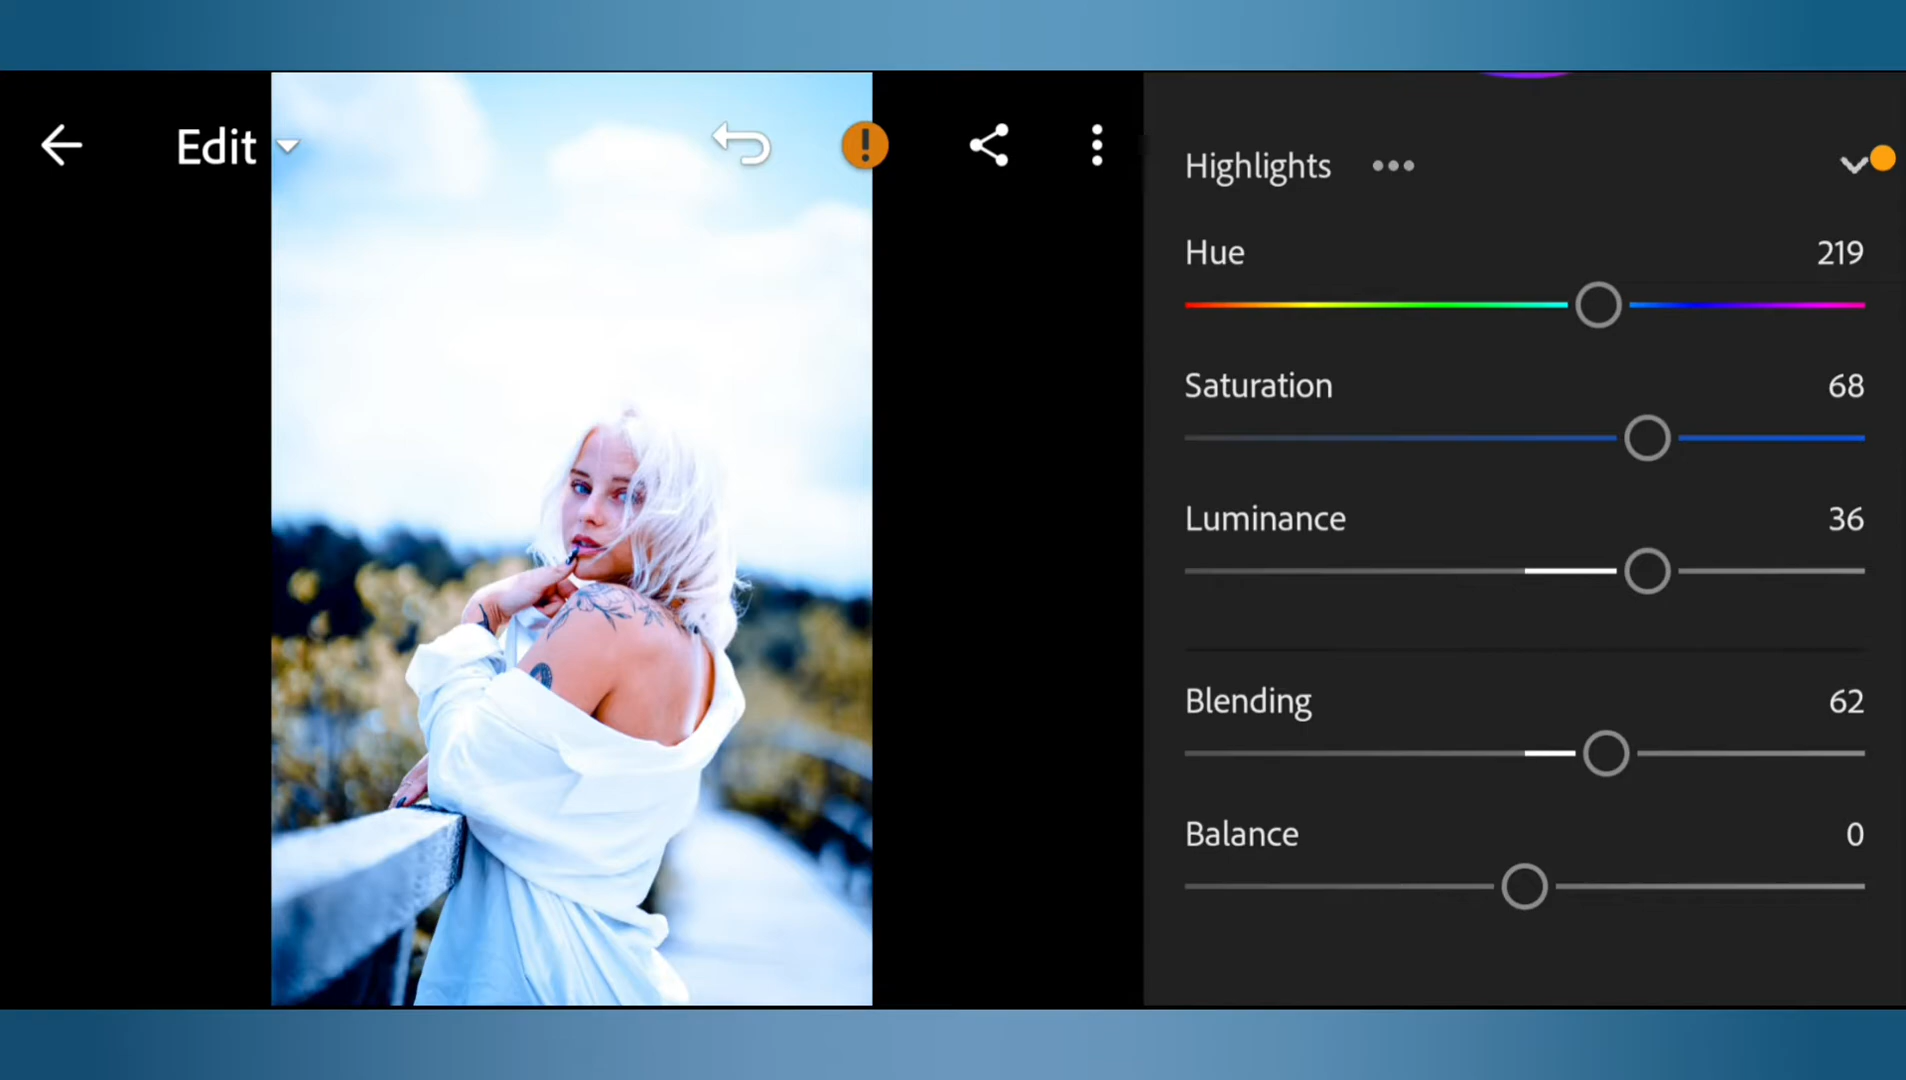 Edit
!
Highlights
Hue 219
Saturation 68
Luminance 36
Blending 62
Balance 0